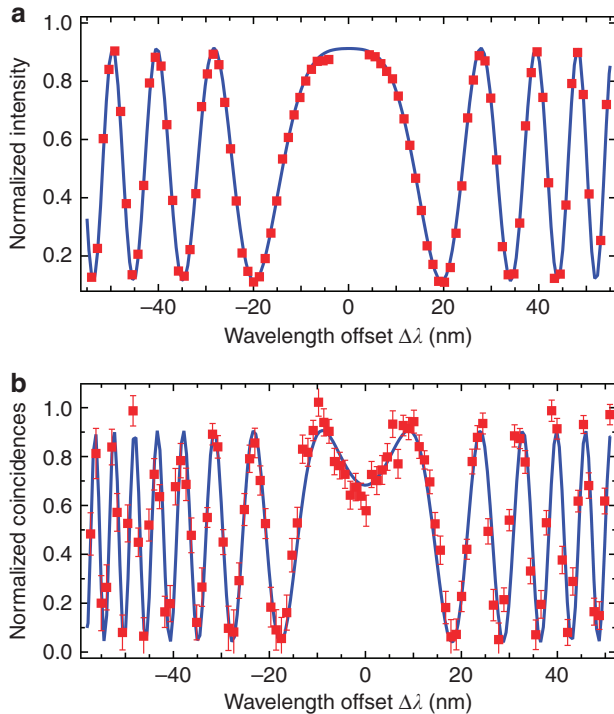 a
Normalized intensity
1.0
0.8
0.6
0.4
0.2
−40 −20 0 20 40
Wavelength offset Δλ (nm)
b
Normalized coincidences
1.0
0.8
0.6
0.4
0.2
0.0
−40 −20 0 20 40
Wavelength offset Δλ (nm)